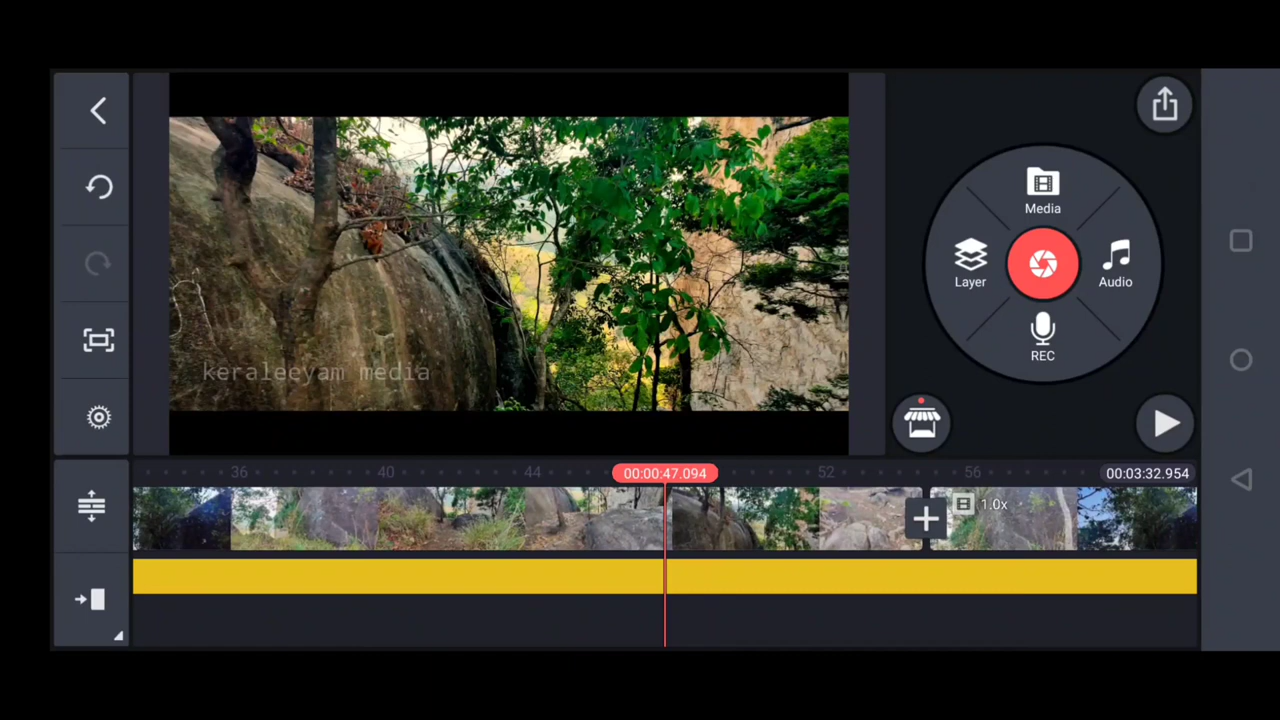 Media
Layer
Audio
REC
keraleeyam media
36
40
44
00:00:47.094
52
56
00:03:32.954
1.0x